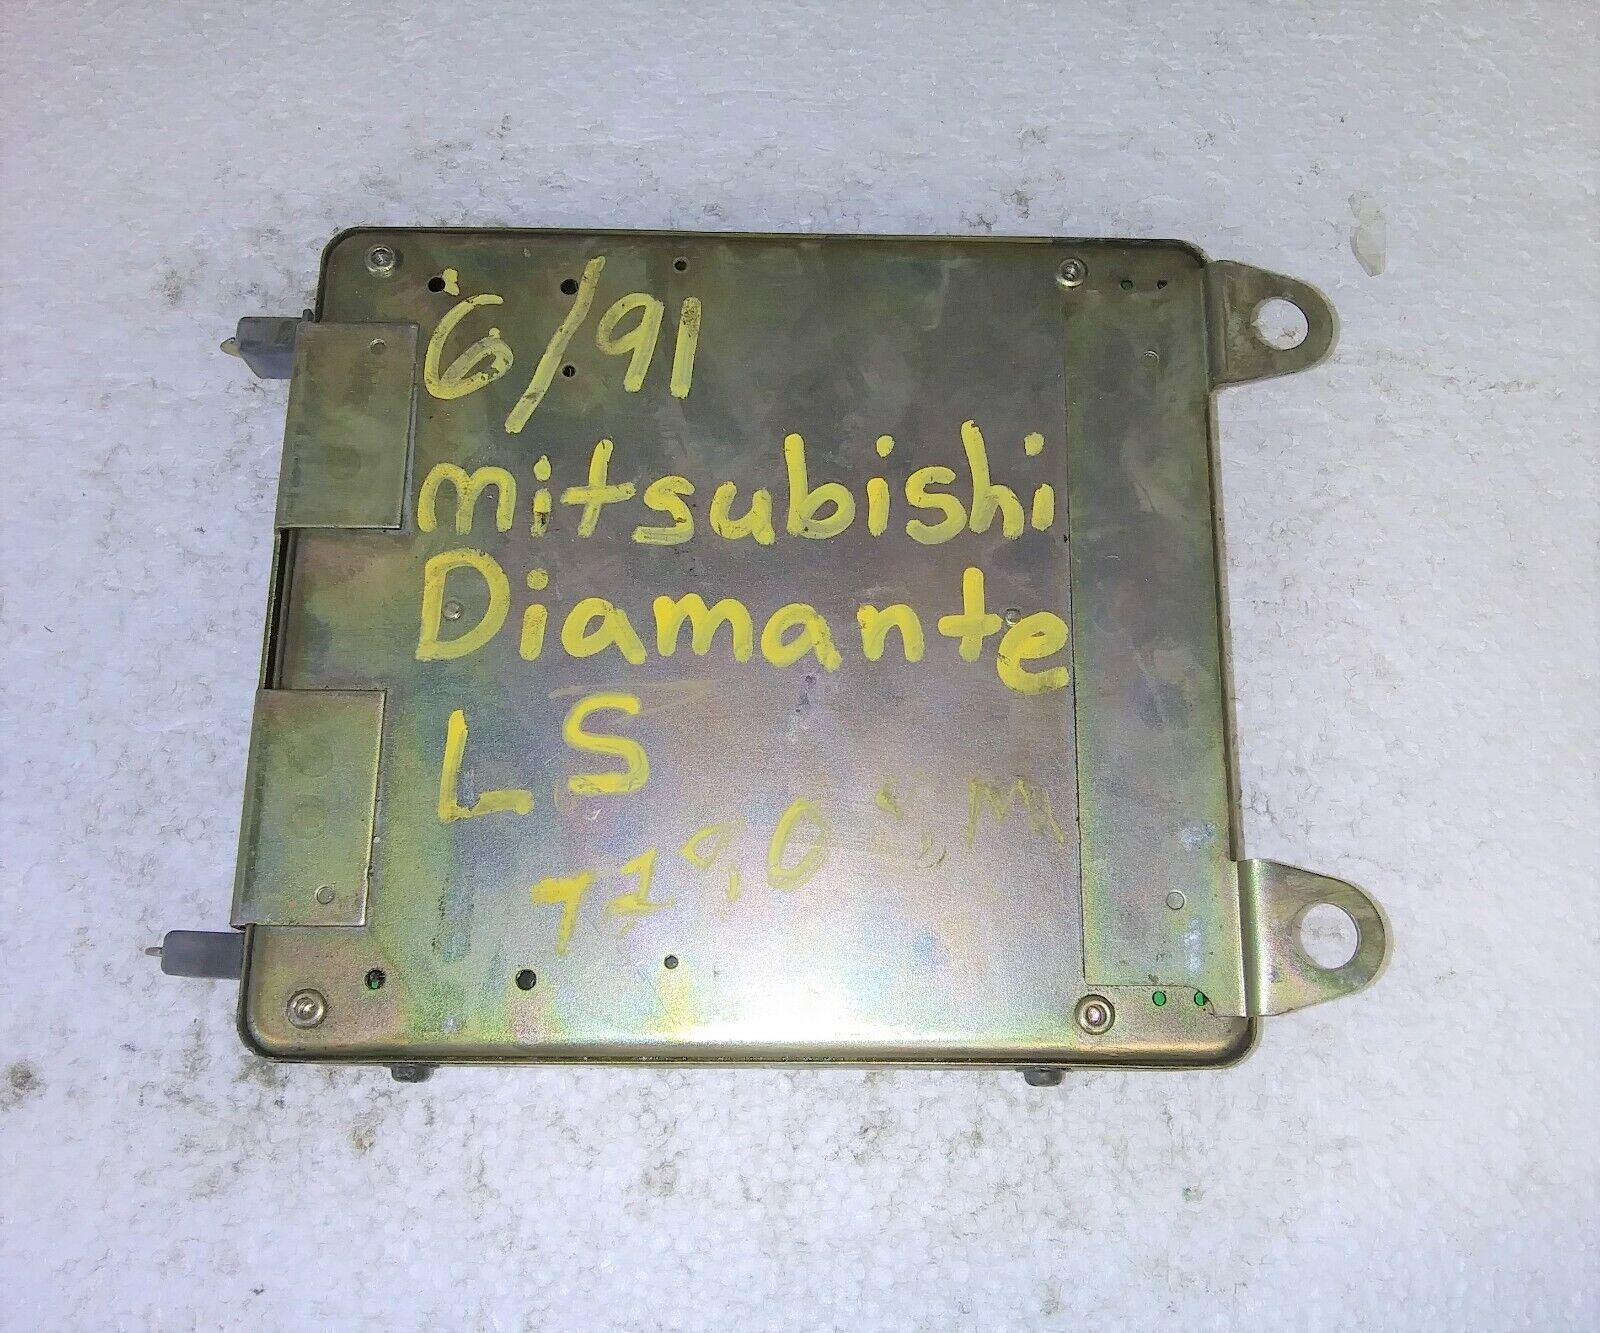 6/91
mitsubishi
Diamante
LS